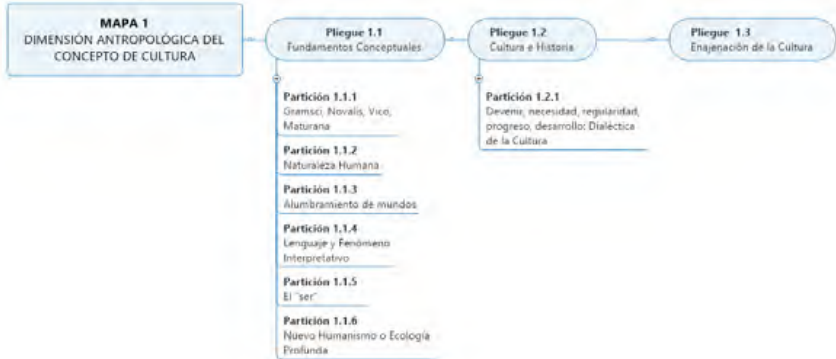 MAPA 1
DIMENSIÓN ANTROPOLÓGICA DEL
CONCEPTO DE CULTURA
Pliegue 1.1
Fundamentos Conceptuales
Pliegue 1.2
Cultura e Historia
Pliegue 1.3
Enajenación de la Cultura
Partición 1.1.1
Gramsci, Novalis, Vico,
Maturana
Partición 1.1.2
Naturaleza Humana
Partición 1.1.3
Alumbramiento de mundos
Partición 1.1.4
Lenguaje y Fenómeno
Interpretativo
Partición 1.1.5
El "ser"
Partición 1.1.6
Nuevo Humanismo o Ecología
Profunda
Partición 1.2.1
Devenir, necesidad, regularidad,
progreso, desarrollo: Dialéctica
de la Cultura